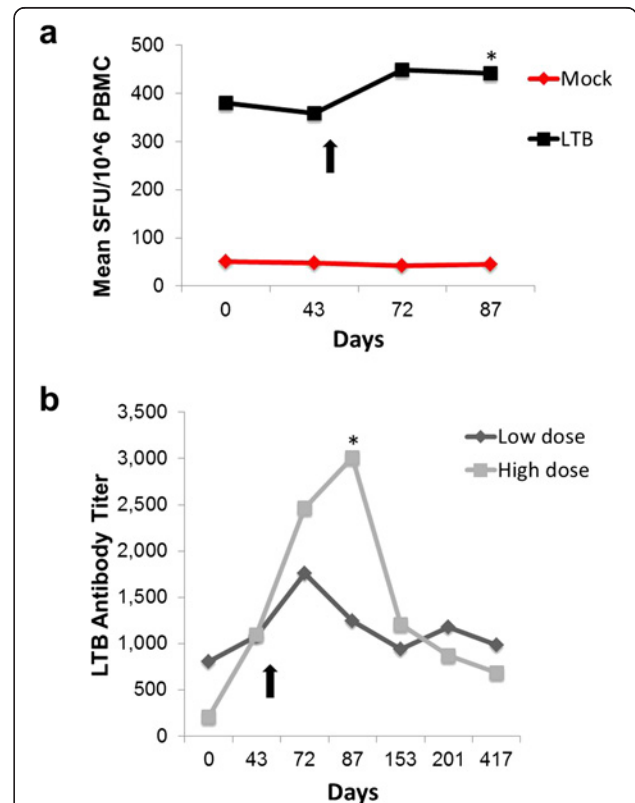 a
Mean SFU/10^6 PBMC
500
400
300
200
100
0
*
Mock
LTB
0 43 72 87
Days
b
LTB Antibody Titer
3,500
3,000
2,500
2,000
1,500
1,000
500
0
*
Low dose
High dose
0 43 72 87 153 201 417
Days